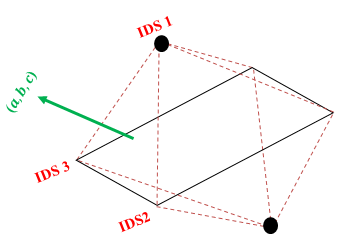 IDS 1
(a, b, c)
IDS 3
IDS2